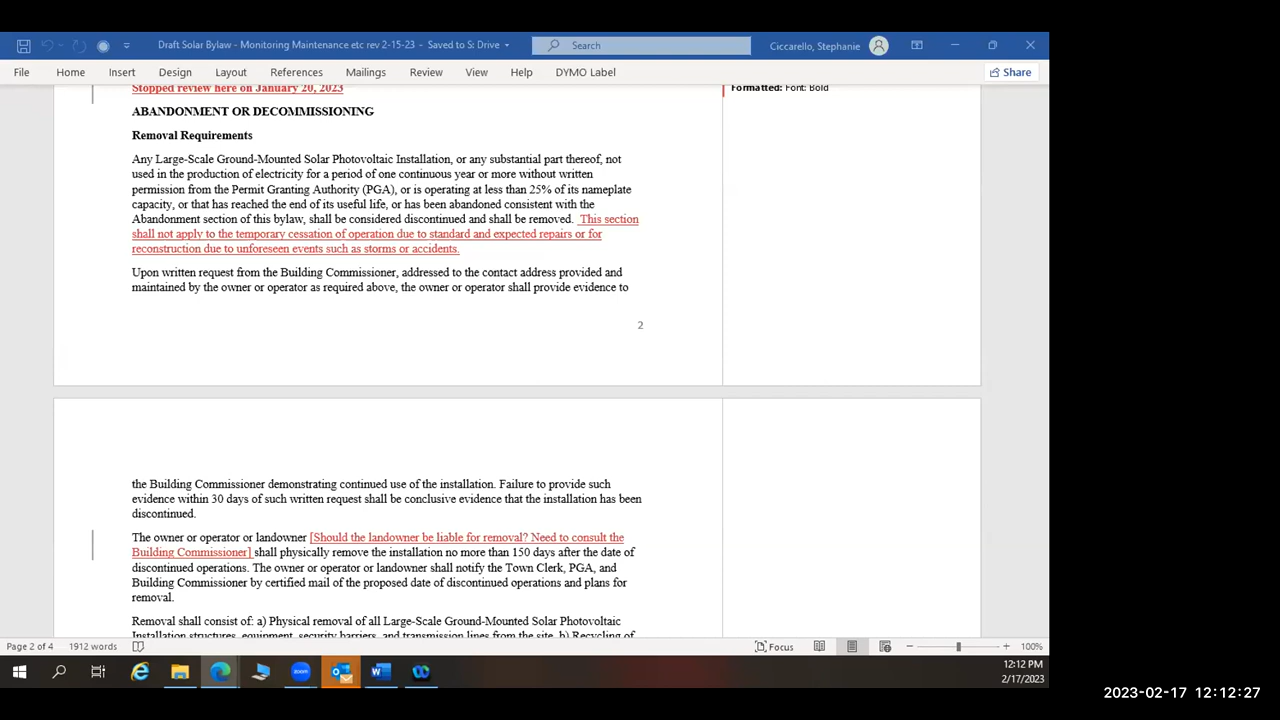 Draft Solar Bylaw - Monitoring Maintenance etc rev 2-15-23 - Saved to S: Drive
Search
Ciccarello, Stephanie
File Home Insert Design Layout References Mailings Review View Help DYMO Label
Share
Stopped review here on January 20, 2023
Formatted: Font: Bold
ABANDONMENT OR DECOMMISSIONING
Removal Requirements
Any Large-Scale Ground-Mounted Solar Photovoltaic Installation, or any substantial part thereof, not
used in the production of electricity for a period of one continuous year or more without written
permission from the Permit Granting Authority (PGA), or is operating at less than 25% of its nameplate
capacity, or that has reached the end of its useful life, or has been abandoned consistent with the
Abandonment section of this bylaw, shall be considered discontinued and shall be removed. This section
shall not apply to the temporary cessation of operation due to standard and expected repairs or for
reconstruction due to unforeseen events such as storms or accidents.
Upon written request from the Building Commissioner, addressed to the contact address provided and
maintained by the owner or operator as required above, the owner or operator shall provide evidence to
2
the Building Commissioner demonstrating continued use of the installation. Failure to provide such
evidence within 30 days of such written request shall be conclusive evidence that the installation has been
discontinued.
The owner or operator or landowner [Should the landowner be liable for removal? Need to consult the
Building Commissioner] shall physically remove the installation no more than 150 days after the date of
discontinued operations. The owner or operator or landowner shall notify the Town Clerk, PGA, and
Building Commissioner by certified mail of the proposed date of discontinued operations and plans for
removal.
Removal shall consist of: a) Physical removal of all Large-Scale Ground-Mounted Solar Photovoltaic
Installation structures, equipment, security barriers, and transmission lines from the site. b) Recycling of
Page 2 of 4 1912 words
Focus
100%
12:12 PM
2/17/2023
2023-02-17 12:12:27